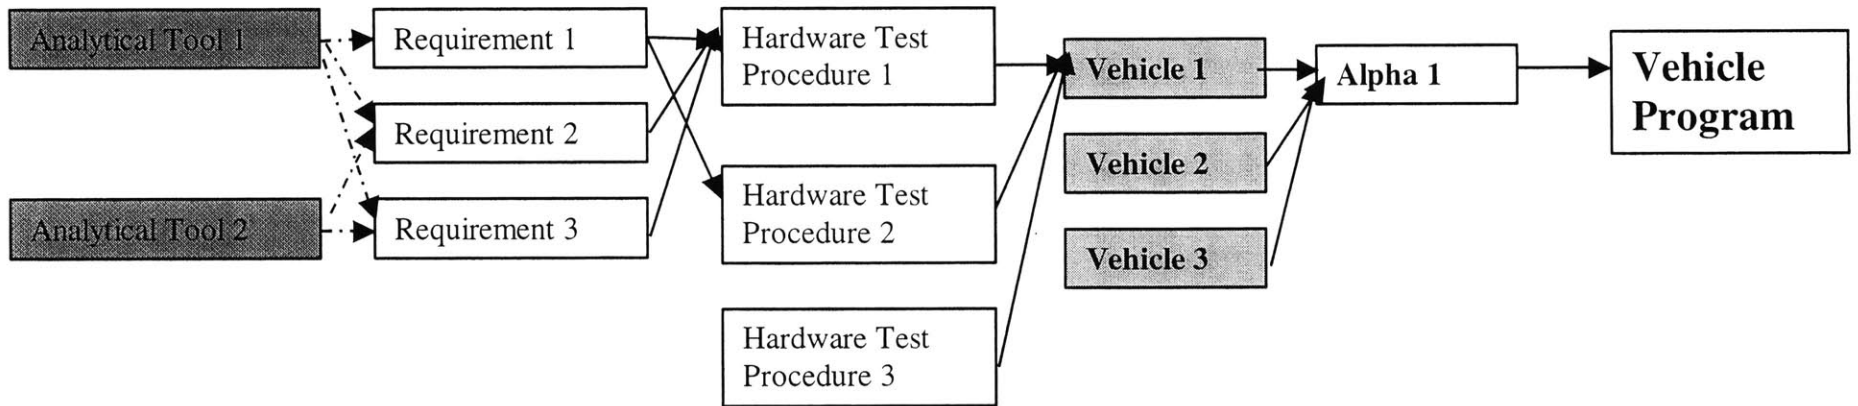 Analytical Tool 1
Requirement 1
Hardware Test
Procedure 1
Vehicle 1
Alpha 1
Vehicle
Program
Requirement 2
Vehicle 2
Analytical Tool 2
Requirement 3
Hardware Test
Procedure 2
Vehicle 3
Hardware Test
Procedure 3